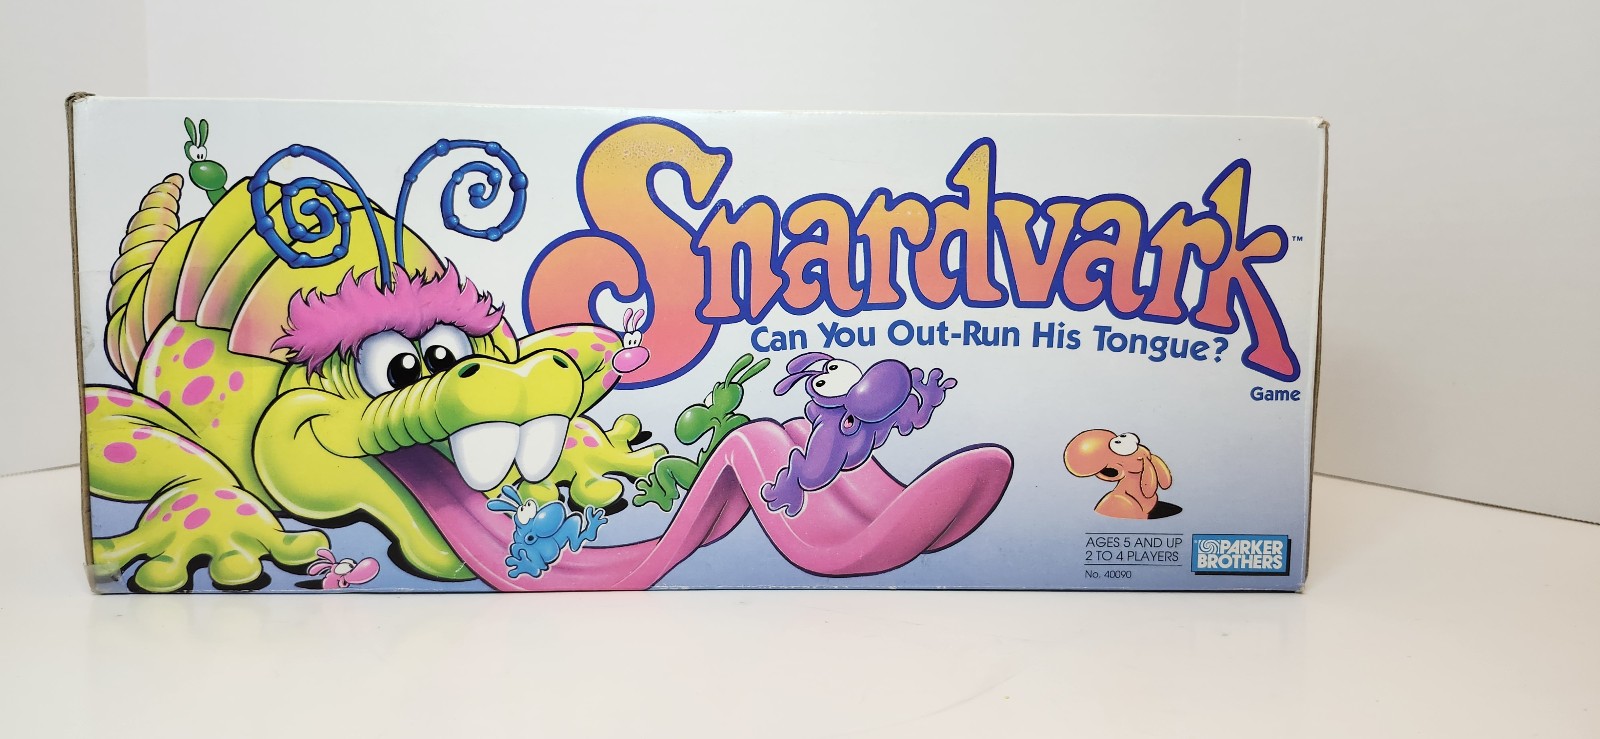 Snardvark™
Can You Out-Run His Tongue?
Game
AGES 5 AND UP
2 TO 4 PLAYERS
No. 40090
PARKER
BROTHERS